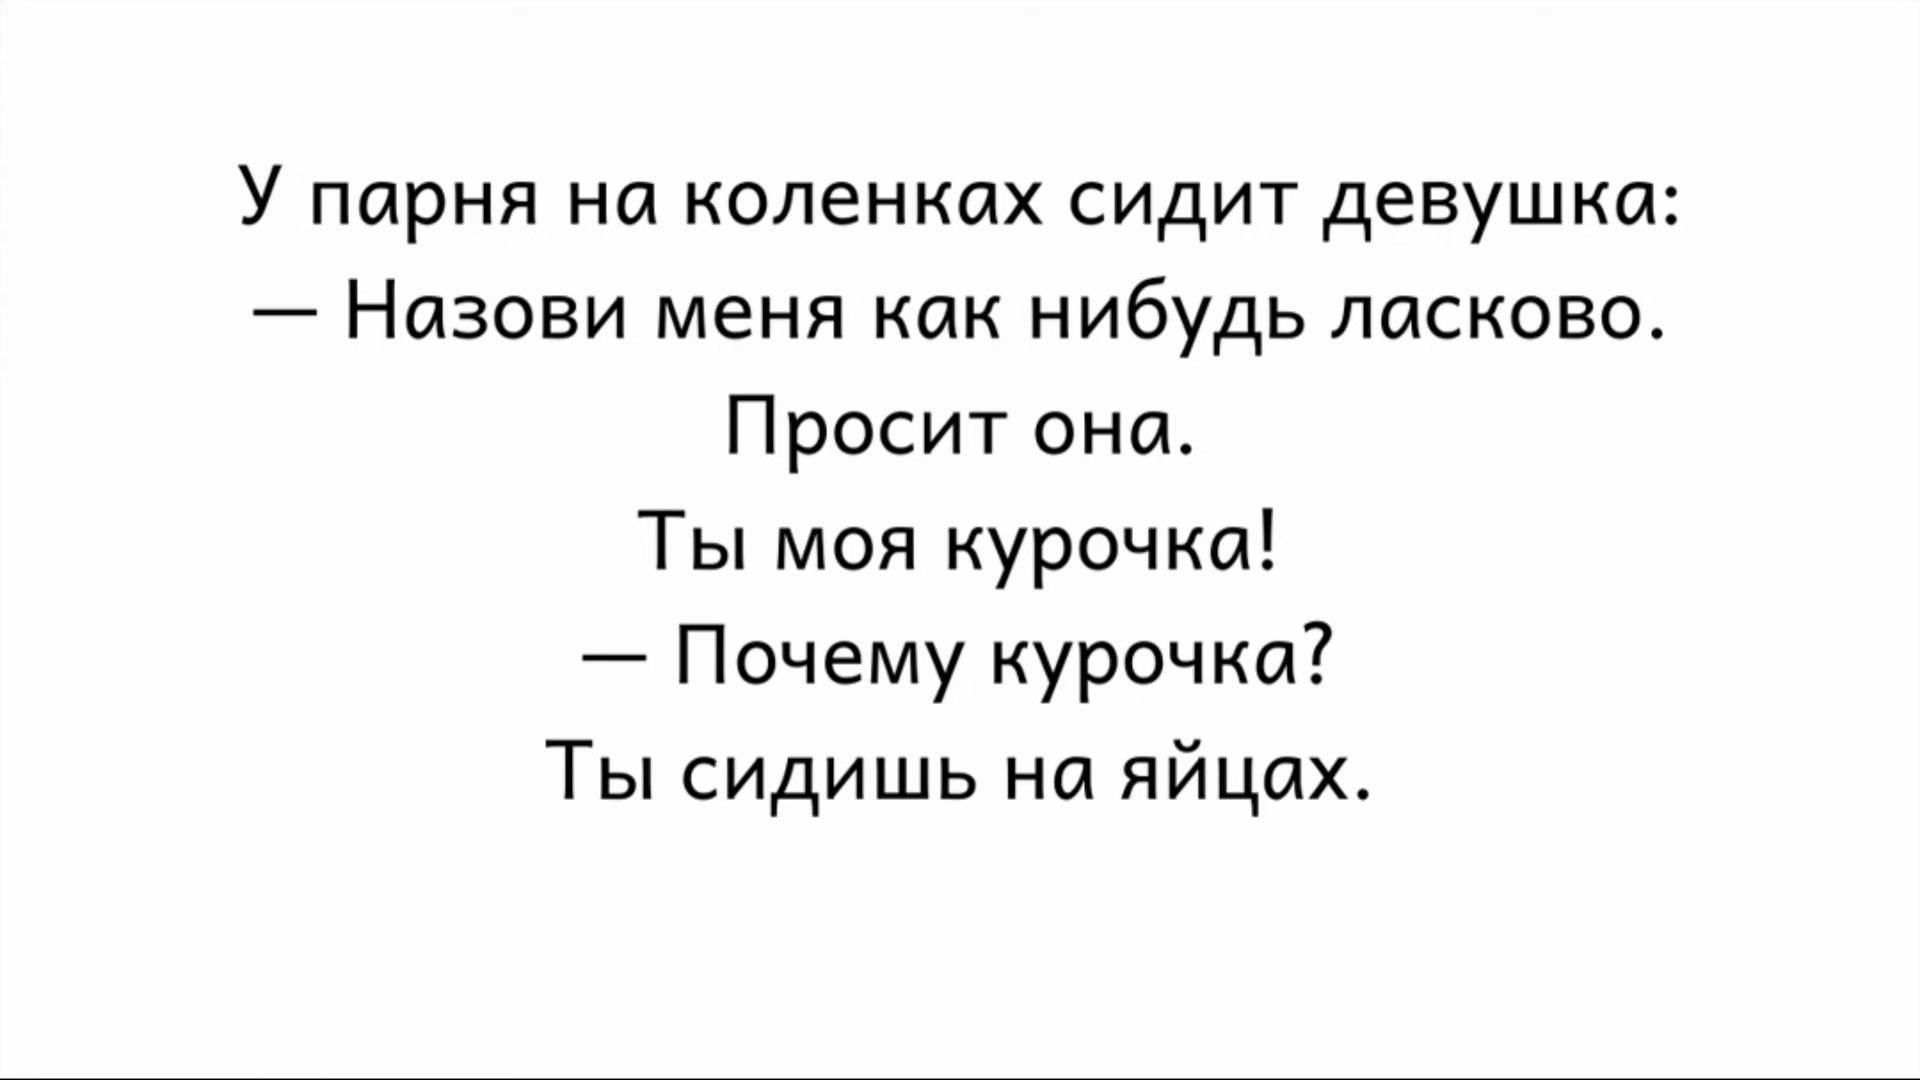 У парня на коленках сидит девушка:
— Назови меня как нибудь ласково.
Просит она.
Ты моя курочка!
— Почему курочка?
Ты сидишь на яйцах.